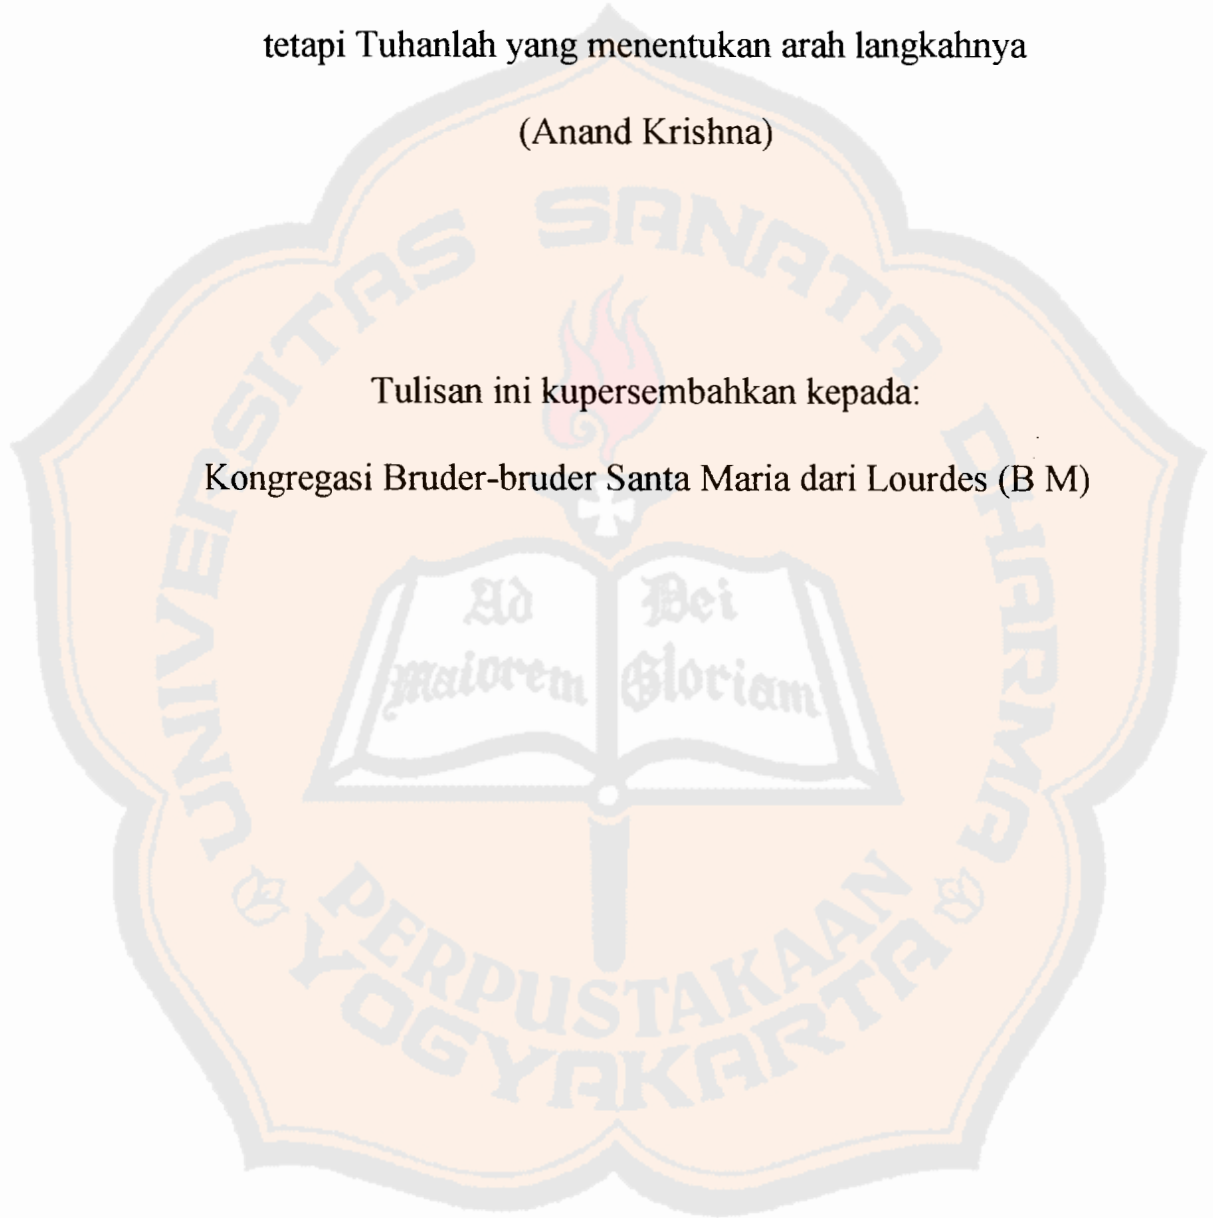 tetapi Tuhanlah yang menentukan arah langkahnya
(Anand Krishna)
UNIVERSITAS SANATA DHARMA
Tulisan ini kupersembahkan kepada:
Kongregasi Bruder-bruder Santa Maria dari Lourdes (B M)
Ad Dei
maiorem Gloriam
PERPUSTAKAAN
YOGYAKARTA